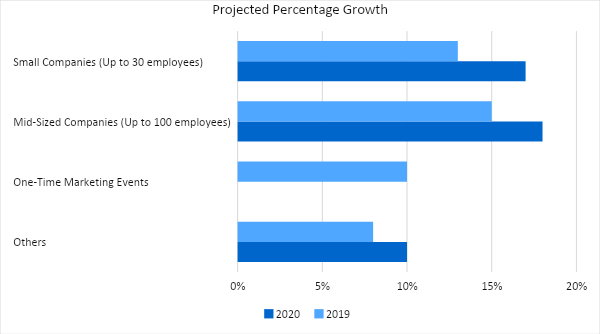 Projected Percentage Growth
Small Companies (Up to 30 employees)
Mid-Sized Companies (Up to 100 employees)
One-Time Marketing Events
Others
0% 5% 10% 15% 20%
2020 2019